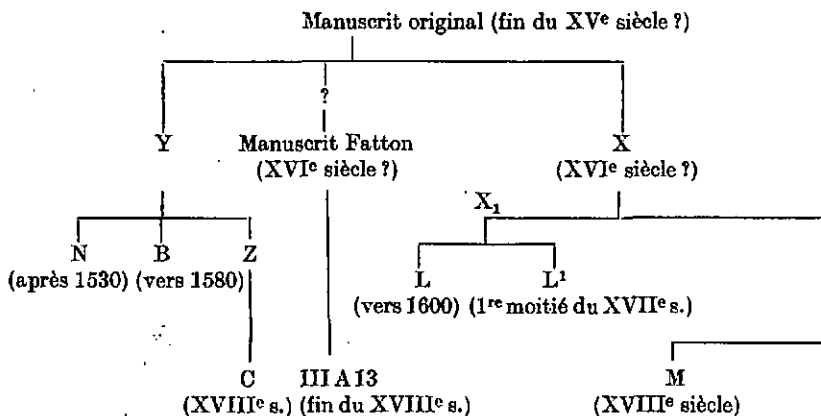 Manuscrit original (fin du XVe siècle ?)
?
Y Manuscrit Fatton X
(XVIe siècle ?) (XVIe siècle ?)
X₁
N B Z L L¹
(après 1530) (vers 1580) (vers 1600) (1re moitié du XVIIe s.)
C III A 13 M
(XVIIIe s.) (fin du XVIIIe s.) (XVIIIe siècle)